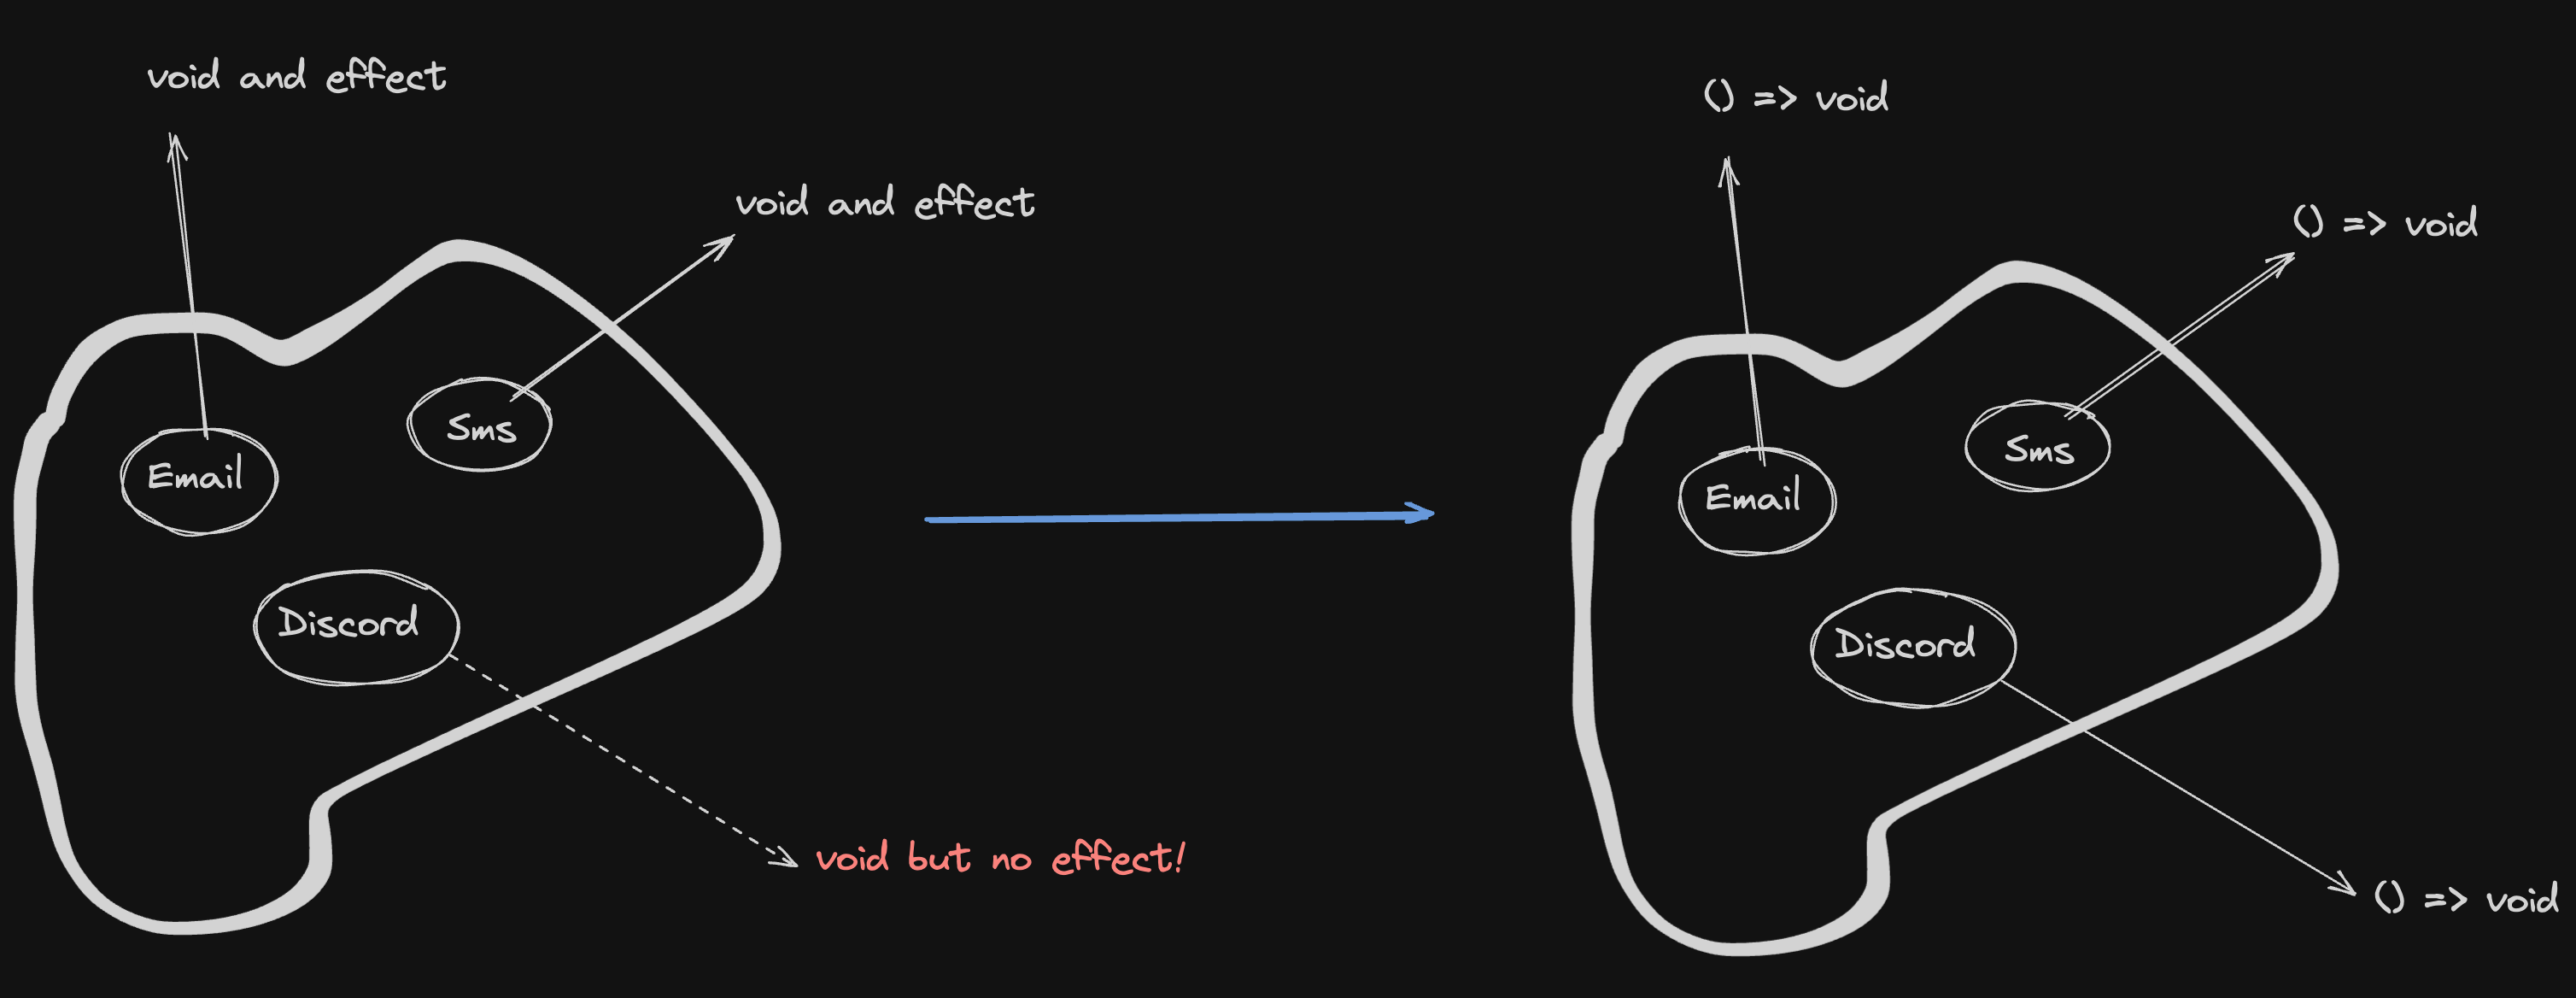 void and effect
void and effect
Email
Sms
Discord
void but no effect!
() => void
() => void
Email
Sms
Discord
() => void